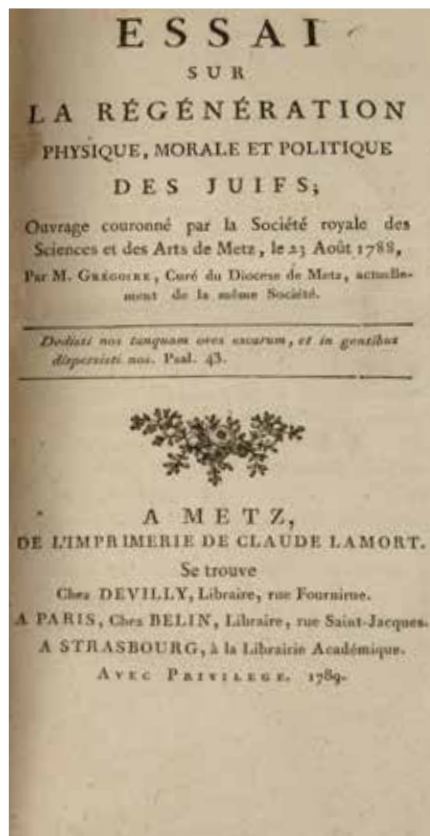 ESSAI
SUR
LA RÉGÉNÉRATION
PHYSIQUE, MORALE ET POLITIQUE
DES JUIFS;
Ouvrage couronné par la Société royale des
Sciences et des Arts de Metz, le 23 Août 1788,
Par M. GRÉGOIRE, Curé du Diocese de Metz, actuelle-
ment de la même Société.
Dedisti nos tanquam oves escarum, et in gentibus
dispersisti nos. Psal. 43.
A METZ,
DE L'IMPRIMERIE DE CLAUDE LAMORT.
Se trouve
Chez DEVILLY, Libraire, rue Fournirue.
A PARIS, Chez BELIN, Libraire, rue Saint-Jacques.
A STRASBOURG, à la Librairie Académique.
AVEC PRIVILEGE. 1789.